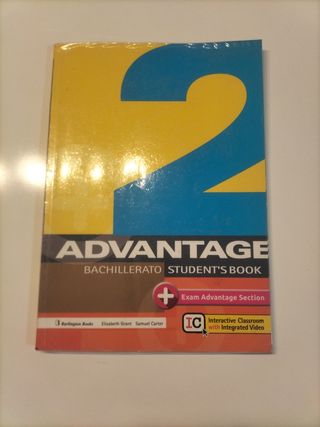 2
ADVANTAGE
BACHILLERATO STUDENT'S BOOK
+ Exam Advantage Section
B Burlington Books Elizabeth Grant Samuel Carter
IC Interactive Classroom
with Integrated Video